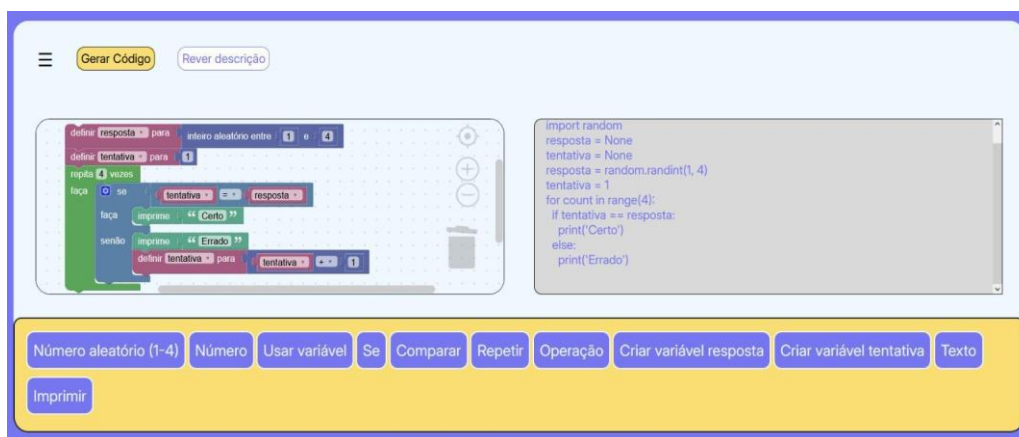 ☰ Gerar Código Rever descrição
definir resposta para inteiro aleatório entre 1 e 4
definir tentativa para 1
repita 4 vezes
faça se tentativa = resposta
faça imprime “ Certo ”
senão imprime “ Errado ”
definir tentativa para tentativa + 1
import random
resposta = None
tentativa = None
resposta = random.randint(1, 4)
tentativa = 1
for count in range(4):
if tentativa == resposta:
print('Certo')
else:
print('Errado')
Número aleatório (1-4) Número Usar variável Se Comparar Repetir Operação Criar variável resposta Criar variável tentativa Texto
Imprimir